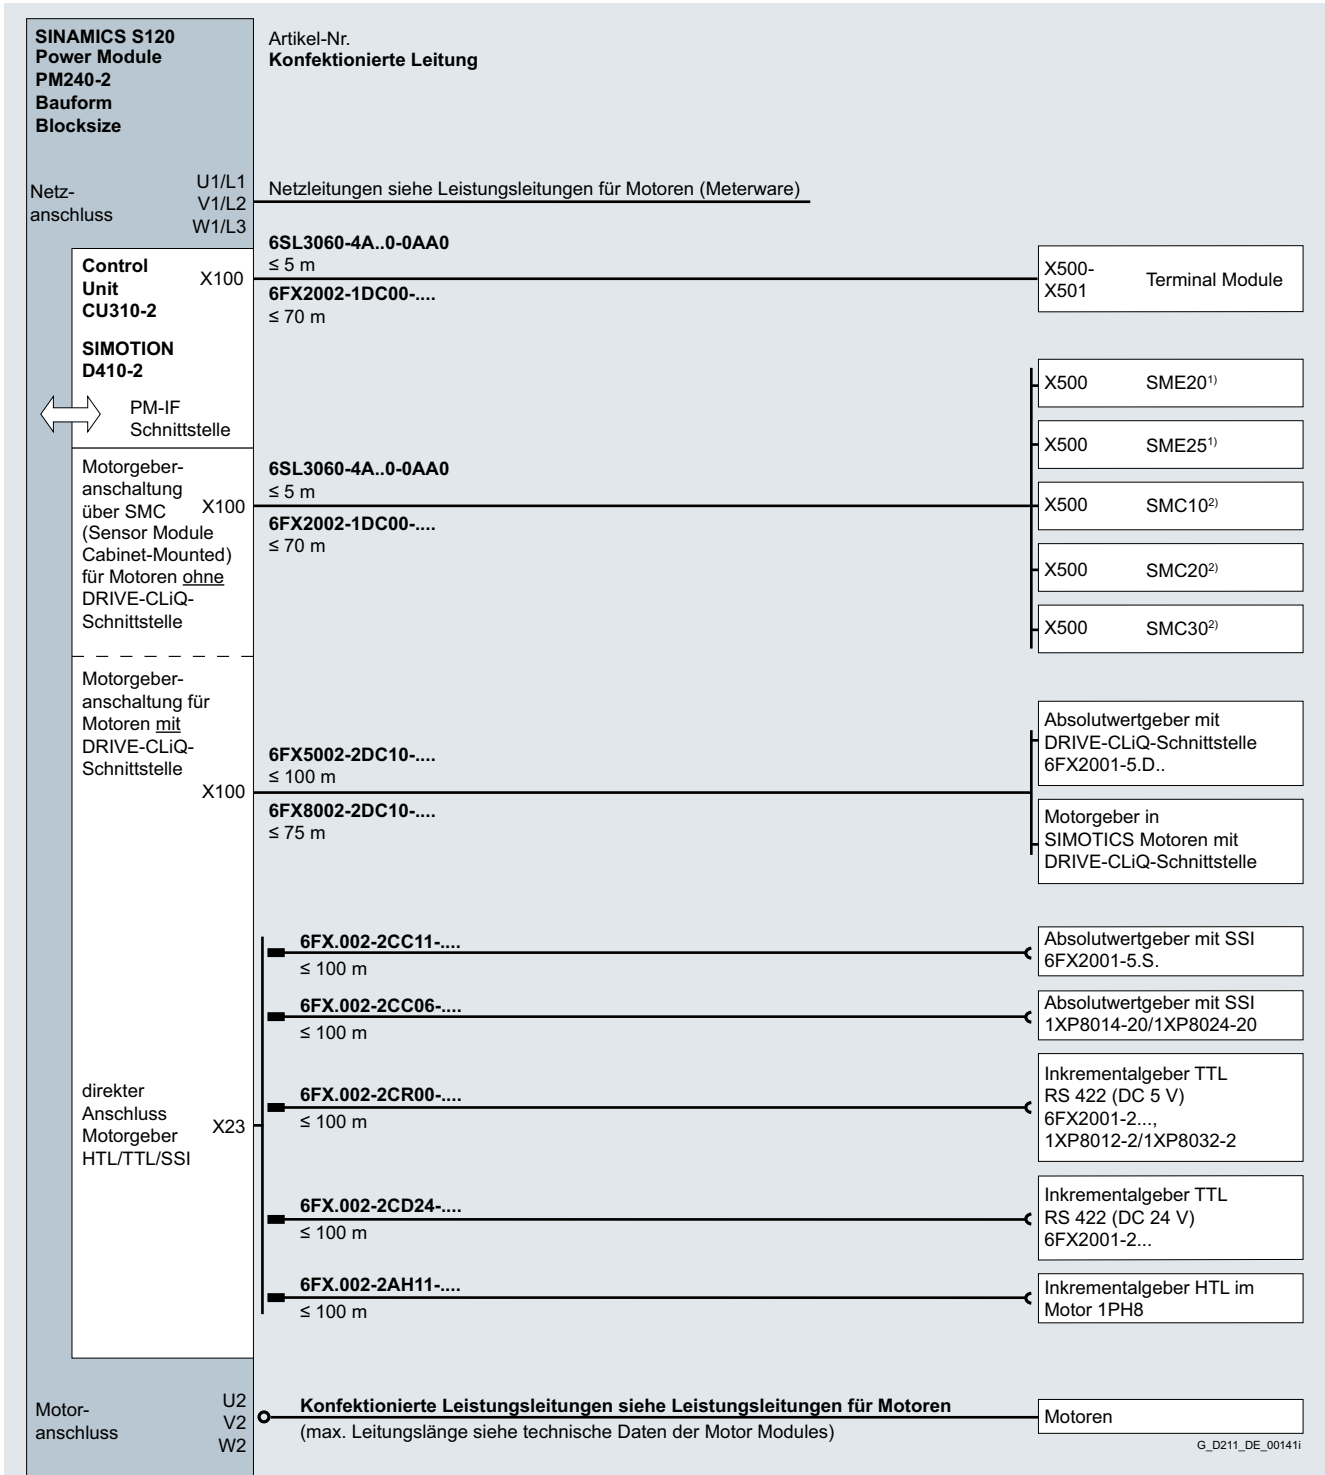 SINAMICS S120
Power Module
PM240-2
Bauform
Blocksize
Artikel-Nr.
Konfektionierte Leitung
Netz-
anschluss
U1/L1
V1/L2
W1/L3
Netzleitungen siehe Leistungsleitungen für Motoren (Meterware)
Control
Unit
CU310-2
SIMOTION
D410-2
X100
6SL3060-4A..0-0AA0
≤ 5 m
6FX2002-1DC00-....
≤ 70 m
X500-
X501
Terminal Module
PM-IF
Schnittstelle
Motorgeber-
anschaltung
über SMC
(Sensor Module
Cabinet-Mounted)
für Motoren ohne
DRIVE-CLiQ-
Schnittstelle
X100
6SL3060-4A..0-0AA0
≤ 5 m
6FX2002-1DC00-....
≤ 70 m
X500 SME20¹⁾
X500 SME25¹⁾
X500 SMC10²⁾
X500 SMC20²⁾
X500 SMC30²⁾
Motorgeber-
anschaltung für
Motoren mit
DRIVE-CLiQ-
Schnittstelle
X100
6FX5002-2DC10-....
≤ 100 m
6FX8002-2DC10-....
≤ 75 m
Absolutwertgeber mit
DRIVE-CLiQ-Schnittstelle
6FX2001-5.D..
Motorgeber in
SIMOTICS Motoren mit
DRIVE-CLiQ-Schnittstelle
direkter
Anschluss
Motorgeber
HTL/TTL/SSI
X23
6FX.002-2CC11-....
≤ 100 m
Absolutwertgeber mit SSI
6FX2001-5.S.
6FX.002-2CC06-....
≤ 100 m
Absolutwertgeber mit SSI
1XP8014-20/1XP8024-20
6FX.002-2CR00-....
≤ 100 m
Inkrementalgeber TTL
RS 422 (DC 5 V)
6FX2001-2...,
1XP8012-2/1XP8032-2
6FX.002-2CD24-....
≤ 100 m
Inkrementalgeber TTL
RS 422 (DC 24 V)
6FX2001-2...
6FX.002-2AH11-....
≤ 100 m
Inkrementalgeber HTL im
Motor 1PH8
Motor-
anschluss
U2
V2
W2
Konfektionierte Leistungsleitungen siehe Leistungsleitungen für Motoren
(max. Leitungslänge siehe technische Daten der Motor Modules)
Motoren
G_D211_DE_00141i